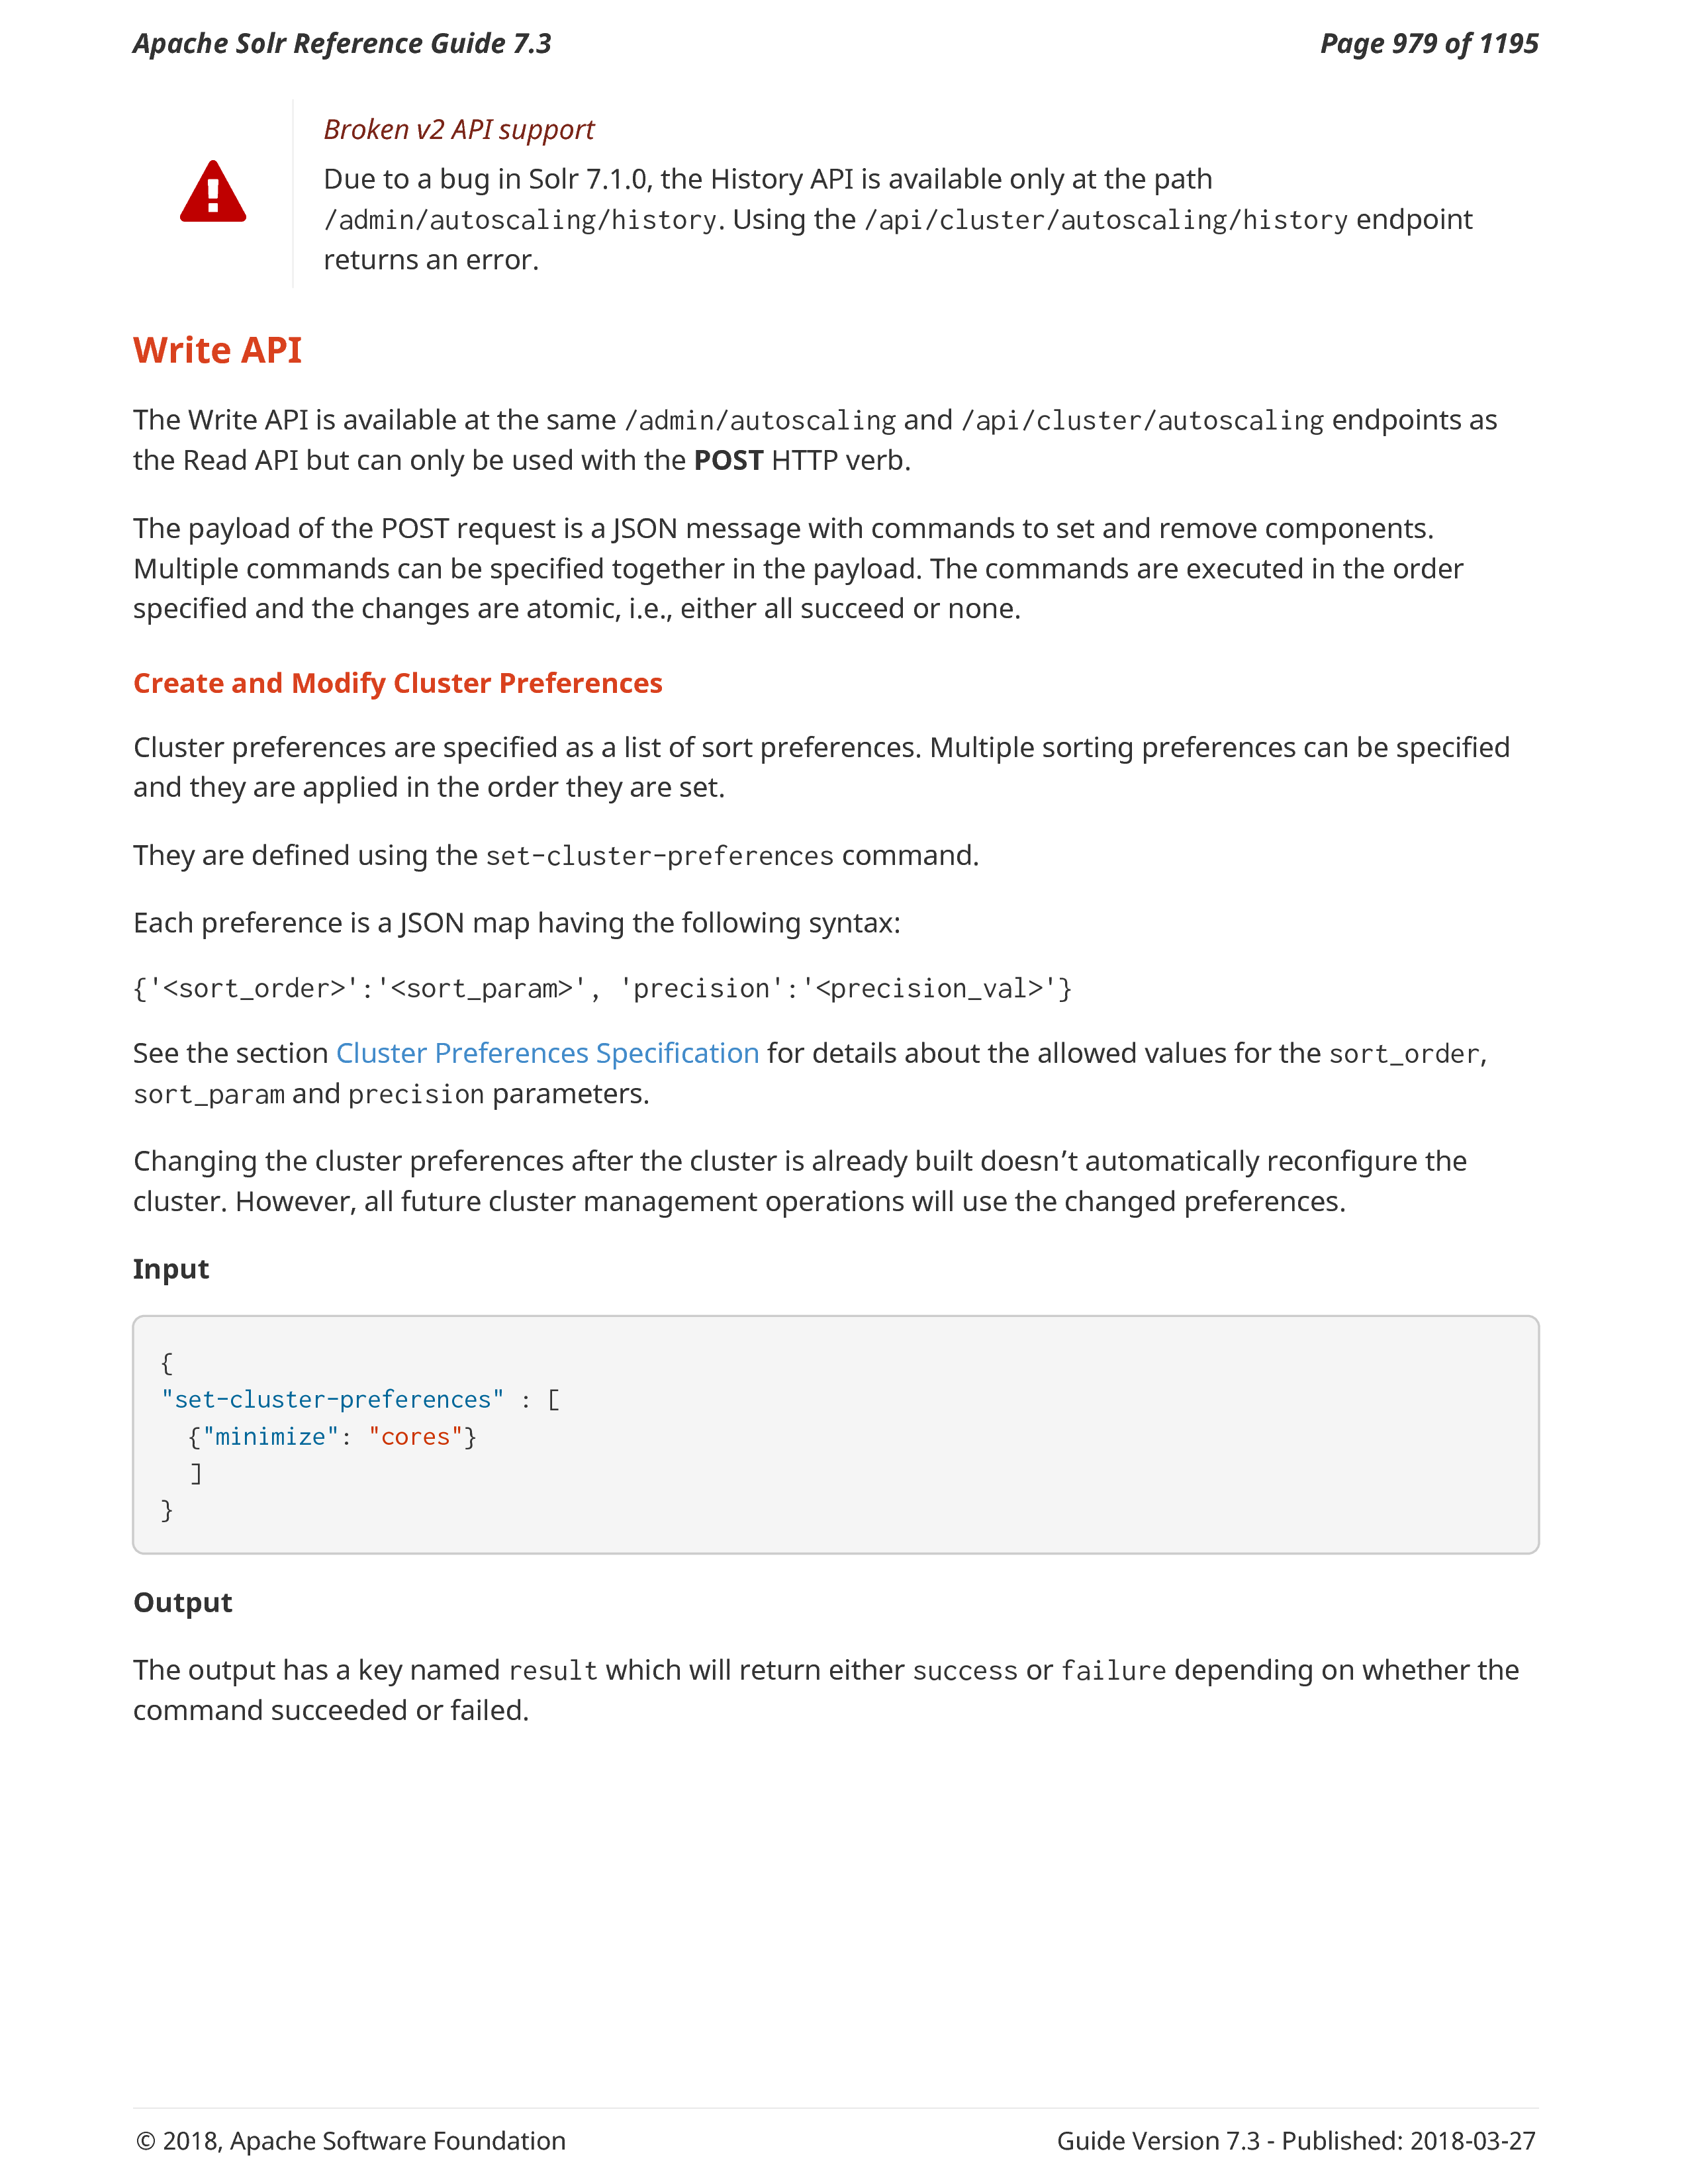 Apache Solr Reference Guide 7.3
Page 979 of 1195
Broken v2 API support
Due to a bug in Solr 7.1.0, the History API is available only at the path
/admin/autoscaling/history. Using the /api/cluster/autoscaling/history endpoint
returns an error.
Write API
The Write API is available at the same /admin/autoscaling and /api/cluster/autoscaling endpoints as
the Read API but can only be used with the POST HTTP verb.
The payload of the POST request is a JSON message with commands to set and remove components.
Multiple commands can be specified together in the payload. The commands are executed in the order
specified and the changes are atomic, i.e., either all succeed or none.
Create and Modify Cluster Preferences
Cluster preferences are specified as a list of sort preferences. Multiple sorting preferences can be specified
and they are applied in the order they are set.
They are defined using the set-cluster-preferences command.
Each preference is a JSON map having the following syntax:
{'<sort_order>':'<sort_param>', 'precision':'<precision_val>'}
See the section Cluster Preferences Specification for details about the allowed values for the sort_order,
sort_param and precision parameters.
Changing the cluster preferences after the cluster is already built doesn’t automatically reconfigure the
cluster. However, all future cluster management operations will use the changed preferences.
Input
{
"set-cluster-preferences" : [
  {"minimize": "cores"}
  ]
}
Output
The output has a key named result which will return either success or failure depending on whether the
command succeeded or failed.
© 2018, Apache Software Foundation
Guide Version 7.3 - Published: 2018-03-27